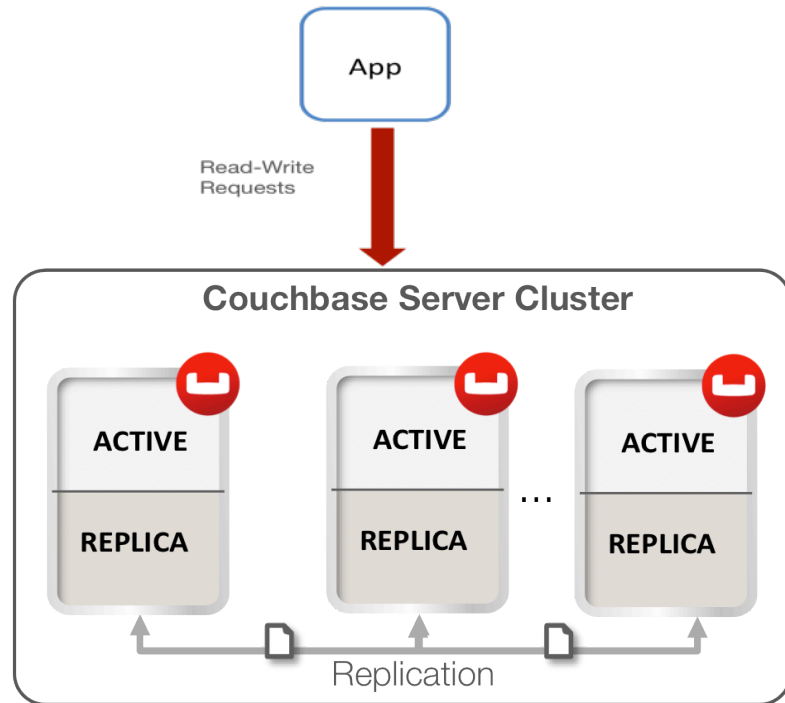 App
Read-Write
Requests
Couchbase Server Cluster
ACTIVE
REPLICA
ACTIVE
REPLICA
...
ACTIVE
REPLICA
Replication